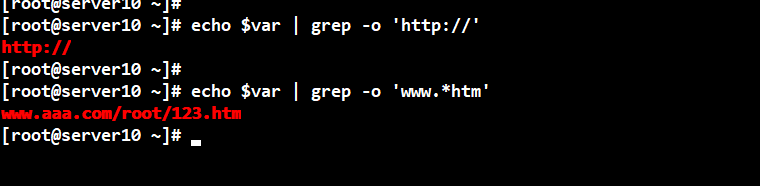 [root@server10 ~]#
[root@server10 ~]# echo $var | grep -o 'http://'
http://
[root@server10 ~]#
[root@server10 ~]# echo $var | grep -o 'www.*htm'
www.aaa.com/root/123.htm
[root@server10 ~]#